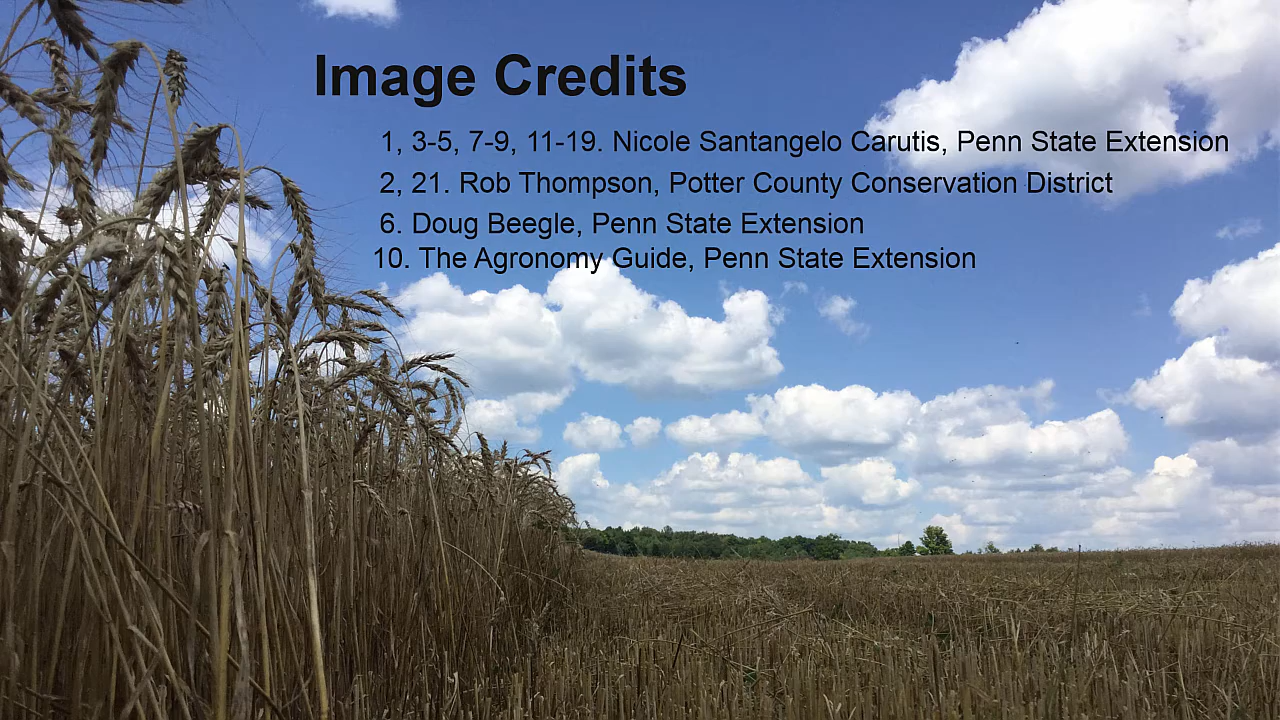 Image Credits
1, 3-5, 7-9, 11-19. Nicole Santangelo Carutis, Penn State Extension
2, 21. Rob Thompson, Potter County Conservation District
6. Doug Beegle, Penn State Extension
10. The Agronomy Guide, Penn State Extension